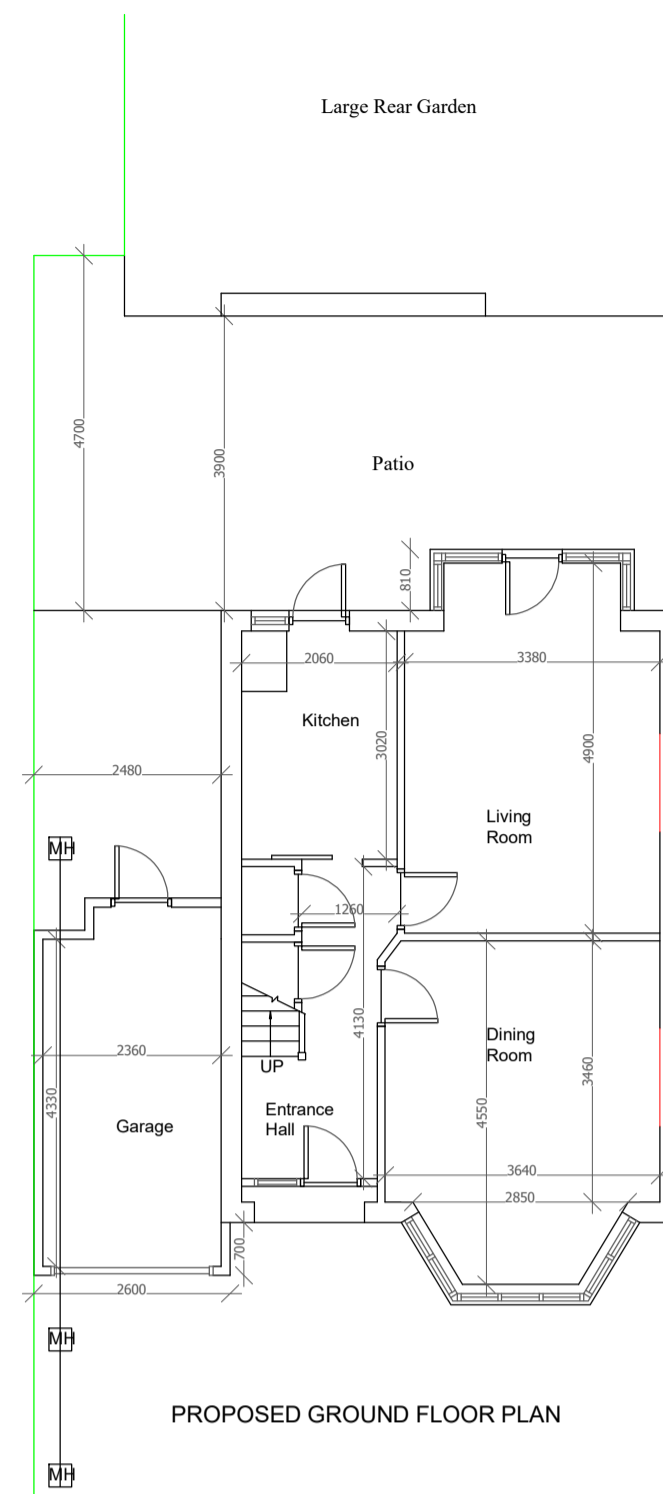 Large Rear Garden
4700
3900
Patio
810
2060
3380
Kitchen
3020
4900
2480
Living
Room
MH
1260
4130
Dining
Room
2360
UP
3460
4330
4550
Entrance
Hall
Garage
3640
2850
700
2600
MH
PROPOSED GROUND FLOOR PLAN
MH